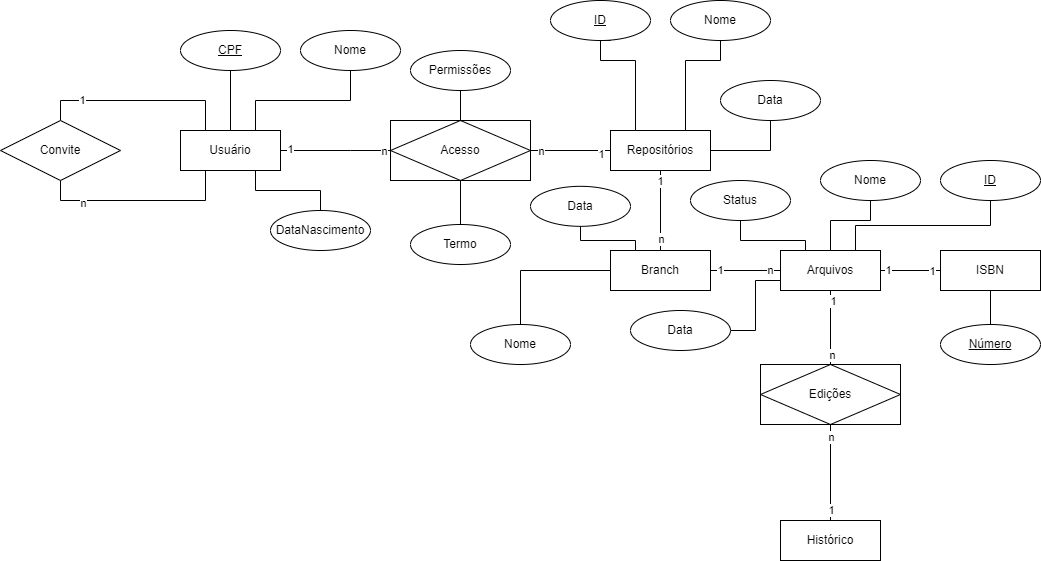 ID
Nome
CPF
Nome
Permissões
Data
1
Convite
Usuário
1
n
Acesso
n
1
Repositórios
1
n
Nome
ID
Status
Data
DataNascimento
Termo
n
Branch
1
n
Arquivos
1
1
ISBN
1
Nome
Data
Número
n
Edições
n
1
Histórico